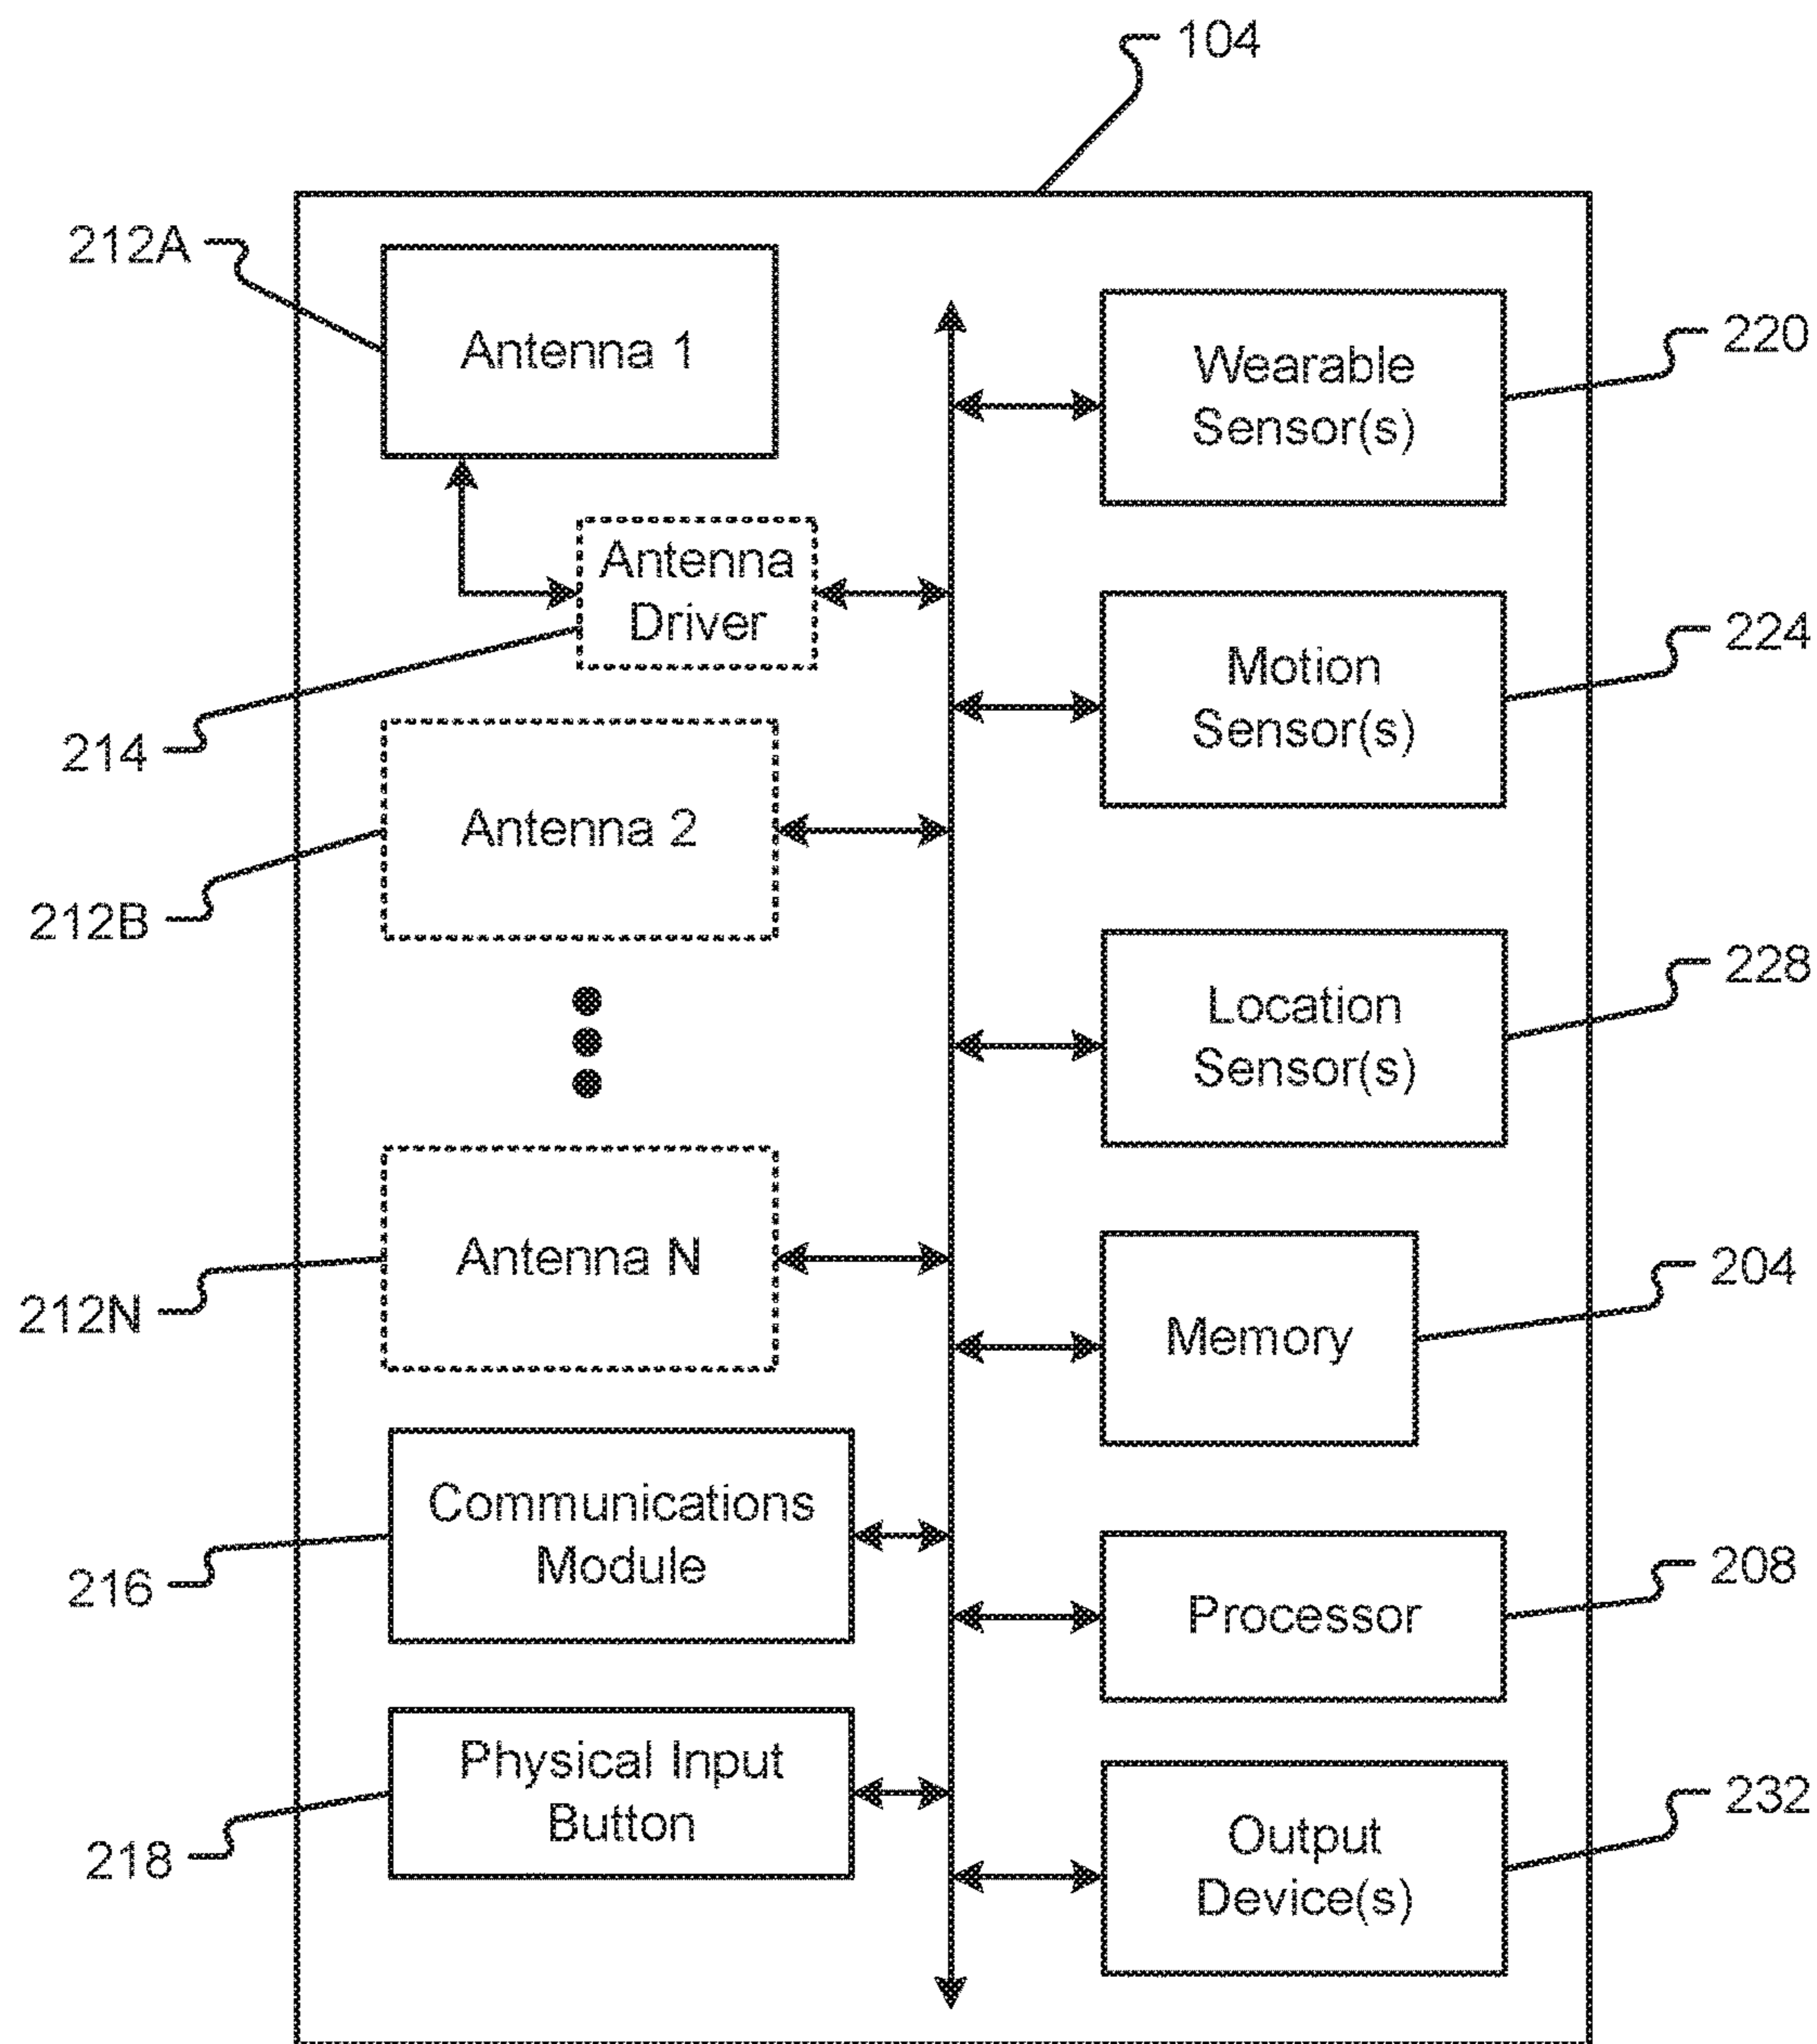 104
212A
Antenna 1
Antenna
Driver
214
Antenna 2
212B
Antenna N
212N
Communications
Module
216
Physical Input
Button
218
Wearable
Sensor(s)
220
Motion
Sensor(s)
224
Location
Sensor(s)
228
Memory
204
Processor
208
Output
Device(s)
232